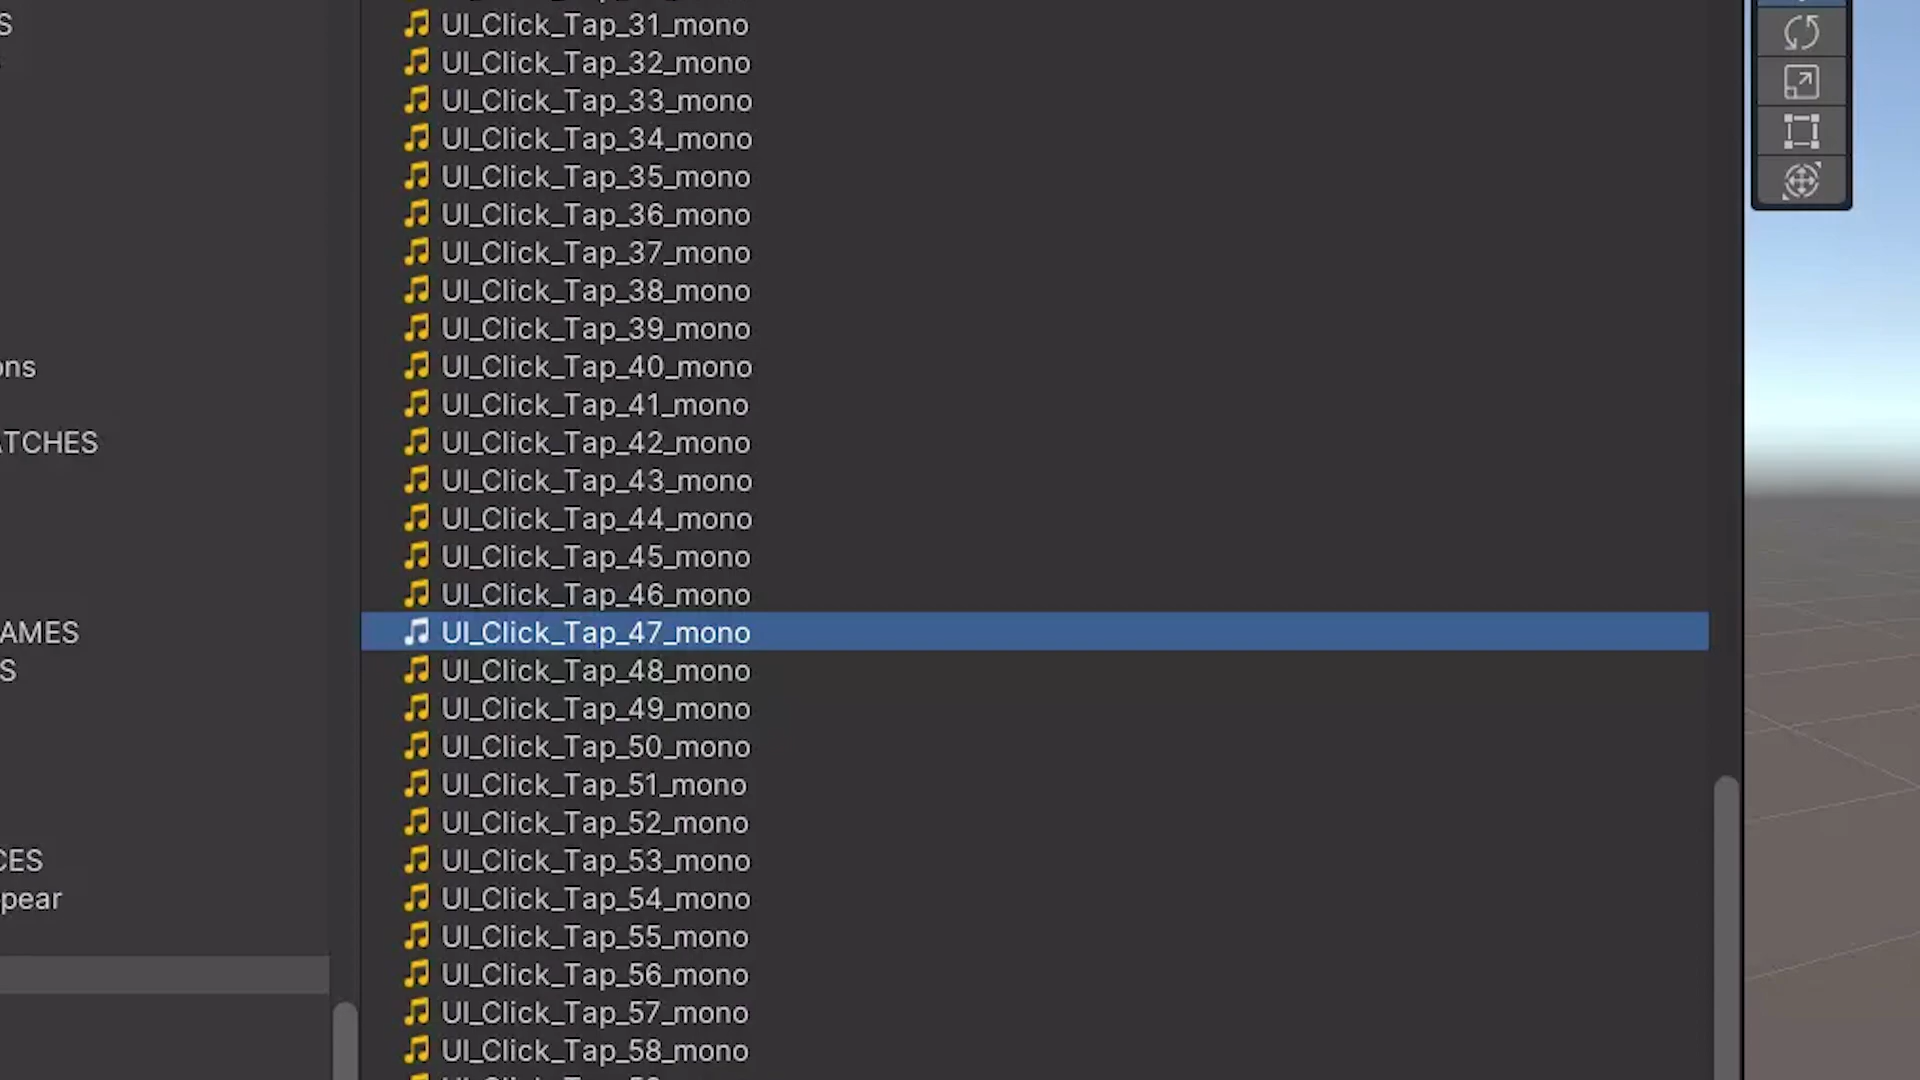 S
UI_Click_Tap_31_mono
UI_Click_Tap_32_mono
UI_Click_Tap_33_mono
UI_Click_Tap_34_mono
UI_Click_Tap_35_mono
UI_Click_Tap_36_mono
UI_Click_Tap_37_mono
UI_Click_Tap_38_mono
UI_Click_Tap_39_mono
ons
UI_Click_Tap_40_mono
UI_Click_Tap_41_mono
ATCHES
UI_Click_Tap_42_mono
UI_Click_Tap_43_mono
UI_Click_Tap_44_mono
UI_Click_Tap_45_mono
UI_Click_Tap_46_mono
AMES
UI_Click_Tap_47_mono
S
UI_Click_Tap_48_mono
UI_Click_Tap_49_mono
UI_Click_Tap_50_mono
UI_Click_Tap_51_mono
UI_Click_Tap_52_mono
CES
UI_Click_Tap_53_mono
pear
UI_Click_Tap_54_mono
UI_Click_Tap_55_mono
UI_Click_Tap_56_mono
UI_Click_Tap_57_mono
UI_Click_Tap_58_mono